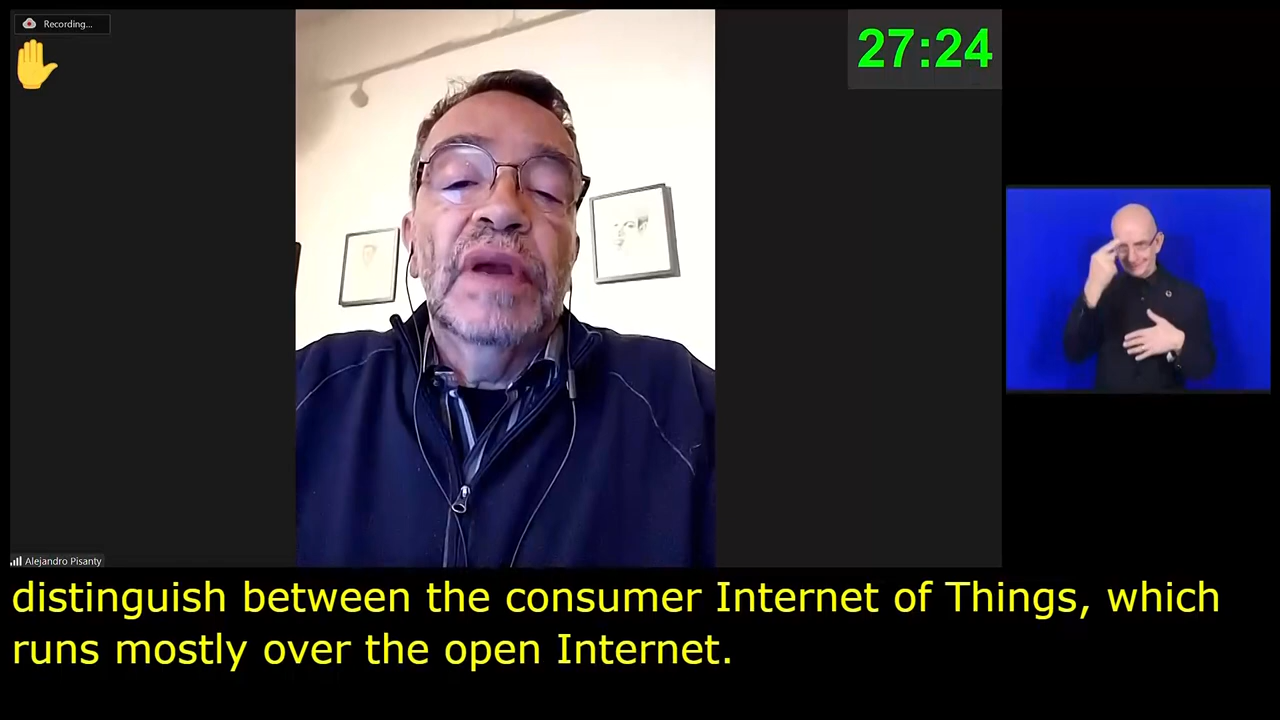 Recording...
27:24
Alejandro Pisanty
distinguish between the consumer Internet of Things, which
runs mostly over the open Internet.